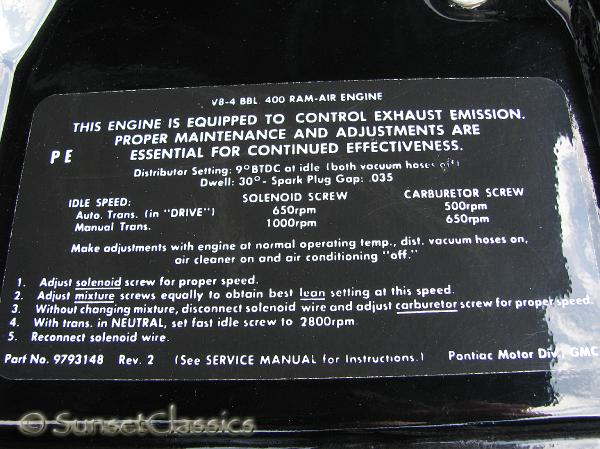 V8-4 BBL. 400 RAM-AIR ENGINE
THIS ENGINE IS EQUIPPED TO CONTROL EXHAUST EMISSION.
PROPER MAINTENANCE AND ADJUSTMENTS ARE
PE ESSENTIAL FOR CONTINUED EFFECTIVENESS.
Distributor Setting: 9° BTDC at idle (both vacuum hoses off)
Dwell: 30° - Spark Plug Gap: .035
IDLE SPEED: SOLENOID SCREW CARBURETOR SCREW
Auto. Trans. (in "DRIVE") 650rpm 500rpm
Manual Trans. 1000rpm 650rpm
Make adjustments with engine at normal operating temp., dist. vacuum hoses on,
air cleaner on and air conditioning "off."
1. Adjust solenoid screw for proper speed.
2. Adjust mixture screws equally to obtain best lean setting at this speed.
3. Without changing mixture, disconnect solenoid wire and adjust carburetor screw for proper speed.
4. With trans. in NEUTRAL, set fast idle screw to 2800rpm.
5. Reconnect solenoid wire.
Part No. 9793148 Rev. 2 (See SERVICE MANUAL for Instructions.) Pontiac Motor Div., GMC
© SunsetClassics